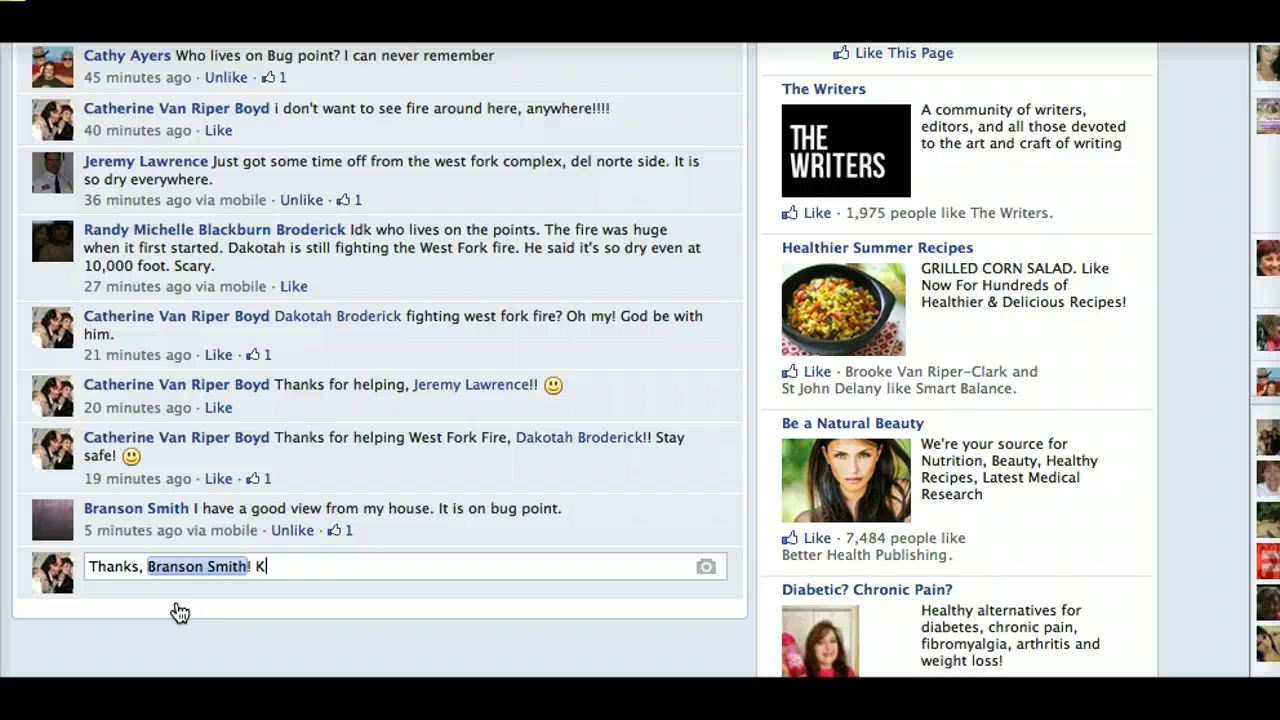 Cathy Ayers Who lives on Bug point? I can never remember
45 minutes ago · Unlike · 1
Catherine Van Riper Boyd i don't want to see fire around here, anywhere!!!!
40 minutes ago · Like
Jeremy Lawrence Just got some time off from the west fork complex, del norte side. It is
so dry everywhere.
36 minutes ago via mobile · Unlike · 1
Randy Michelle Blackburn Broderick Idk who lives on the points. The fire was huge
when it first started. Dakotah is still fighting the West Fork fire. He said it's so dry even at
10,000 foot. Scary.
27 minutes ago via mobile · Like
Catherine Van Riper Boyd Dakotah Broderick fighting west fork fire? Oh my! God be with
him.
21 minutes ago · Like · 1
Catherine Van Riper Boyd Thanks for helping, Jeremy Lawrence!!
20 minutes ago · Like
Catherine Van Riper Boyd Thanks for helping West Fork Fire, Dakotah Broderick!! Stay
safe!
19 minutes ago · Like · 1
Branson Smith I have a good view from my house. It is on bug point.
5 minutes ago via mobile · Unlike · 1
Thanks, Branson Smith! K
Like This Page
The Writers
THE
WRITERS
A community of writers,
editors, and all those devoted
to the art and craft of writing
Like · 1,975 people like The Writers.
Healthier Summer Recipes
GRILLED CORN SALAD. Like
Now For Hundreds of
Healthier & Delicious Recipes!
Like · Brooke Van Riper-Clark and
St John Delany like Smart Balance.
Be a Natural Beauty
We're your source for
Nutrition, Beauty, Healthy
Recipes, Latest Medical
Research
Like · 7,484 people like
Better Health Publishing.
Diabetic? Chronic Pain?
Healthy alternatives for
diabetes, chronic pain,
fibromyalgia, arthritis and
weight loss!